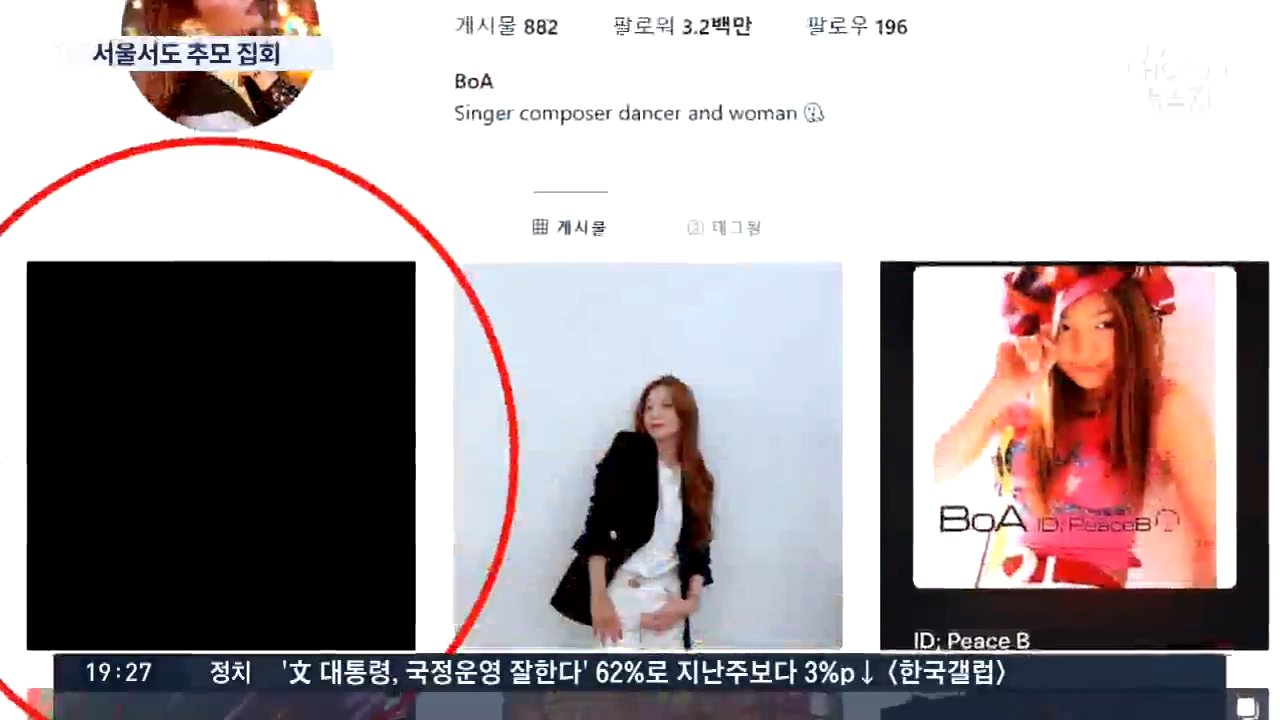 게시물 882 팔로워 3.2백만 팔로우 196
서울서도 추모 집회
BoA
Singer composer dancer and woman
게시물 태그됨
BoA ID; Peace B
ID; Peace B
19:27 정치 '文 대통령, 국정운영 잘한다' 62%로 지난주보다 3%p↓ 〈한국갤럽〉